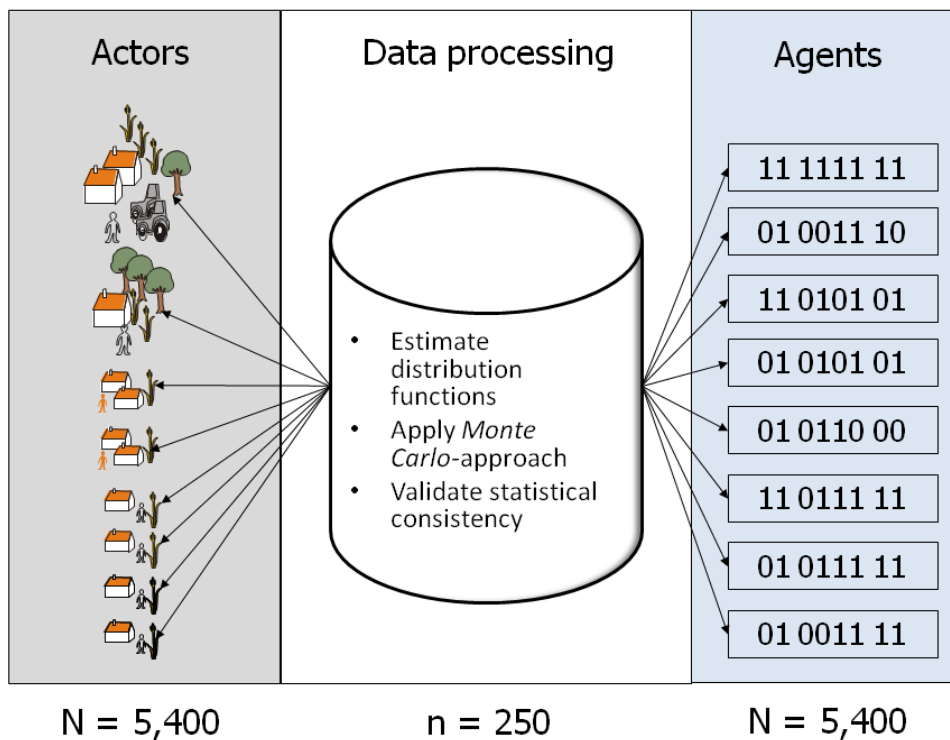 Actors
Data processing
Agents
• Estimate
distribution
functions
• Apply Monte
Carlo-approach
• Validate statistical
consistency
11 1111 11
01 0011 10
11 0101 01
01 0101 01
01 0110 00
11 0111 11
01 0111 11
01 0011 11
N = 5,400
n = 250
N = 5,400